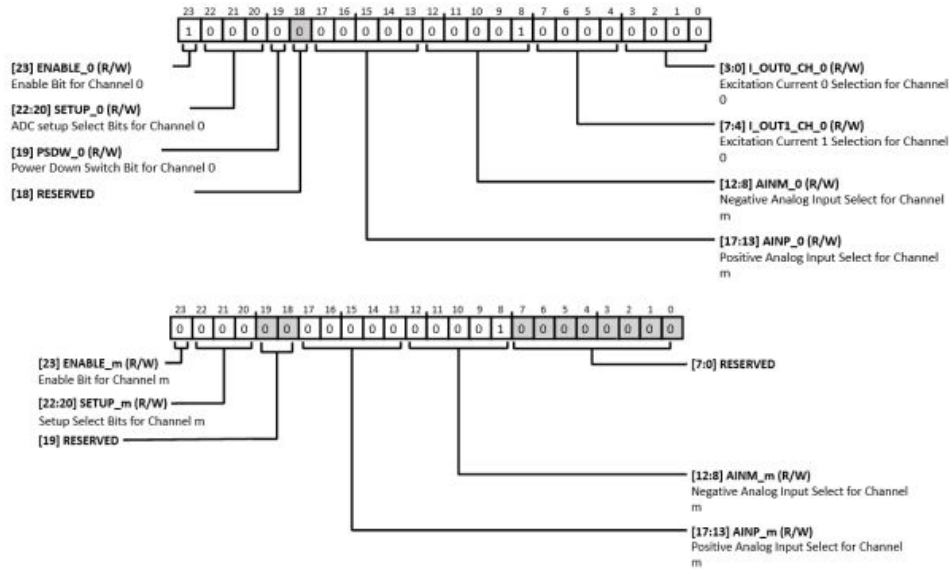 23 22 21 20 19 18 17 16 15 14 13 12 11 10 9 8 7 6 5 4 3 2 1 0
1 0 0 0 0 0 0 0 0 0 0 0 0 0 0 1 0 0 0 0 0 0 0 0
[23] ENABLE_0 (R/W)
Enable Bit for Channel 0
[22:20] SETUP_0 (R/W)
ADC setup Select Bits for Channel 0
[19] PSDW_0 (R/W)
Power Down Switch Bit for Channel 0
[18] RESERVED
[3:0] I_OUT0_CH_0 (R/W)
Excitation Current 0 Selection for Channel
0
[7:4] I_OUT1_CH_0 (R/W)
Excitation Current 1 Selection for Channel
0
[12:8] AINM_0 (R/W)
Negative Analog Input Select for Channel
m
[17:13] AINP_0 (R/W)
Positive Analog Input Select for Channel
m
23 22 21 20 19 18 17 16 15 14 13 12 11 10 9 8 7 6 5 4 3 2 1 0
0 0 0 0 0 0 0 0 0 0 0 0 0 0 0 1 0 0 0 0 0 0 0 0
[23] ENABLE_m (R/W)
Enable Bit for Channel m
[22:20] SETUP_m (R/W)
Setup Select Bits for Channel m
[19] RESERVED
[7:0] RESERVED
[12:8] AINM_m (R/W)
Negative Analog Input Select for Channel
m
[17:13] AINP_m (R/W)
Positive Analog Input Select for Channel
m